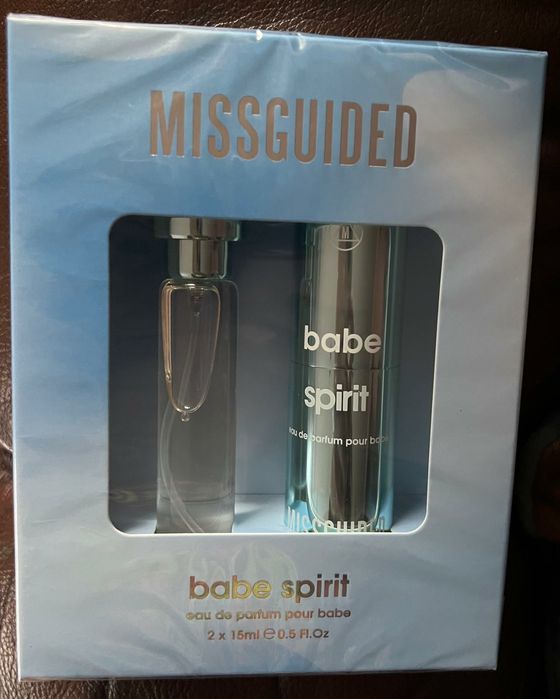 MISSGUIDED
babe
spirit
eau de parfum pour babe
MISSGUIDED
babe spirit
eau de parfum pour babe
2 x 15ml ℮ 0.5 Fl.Oz